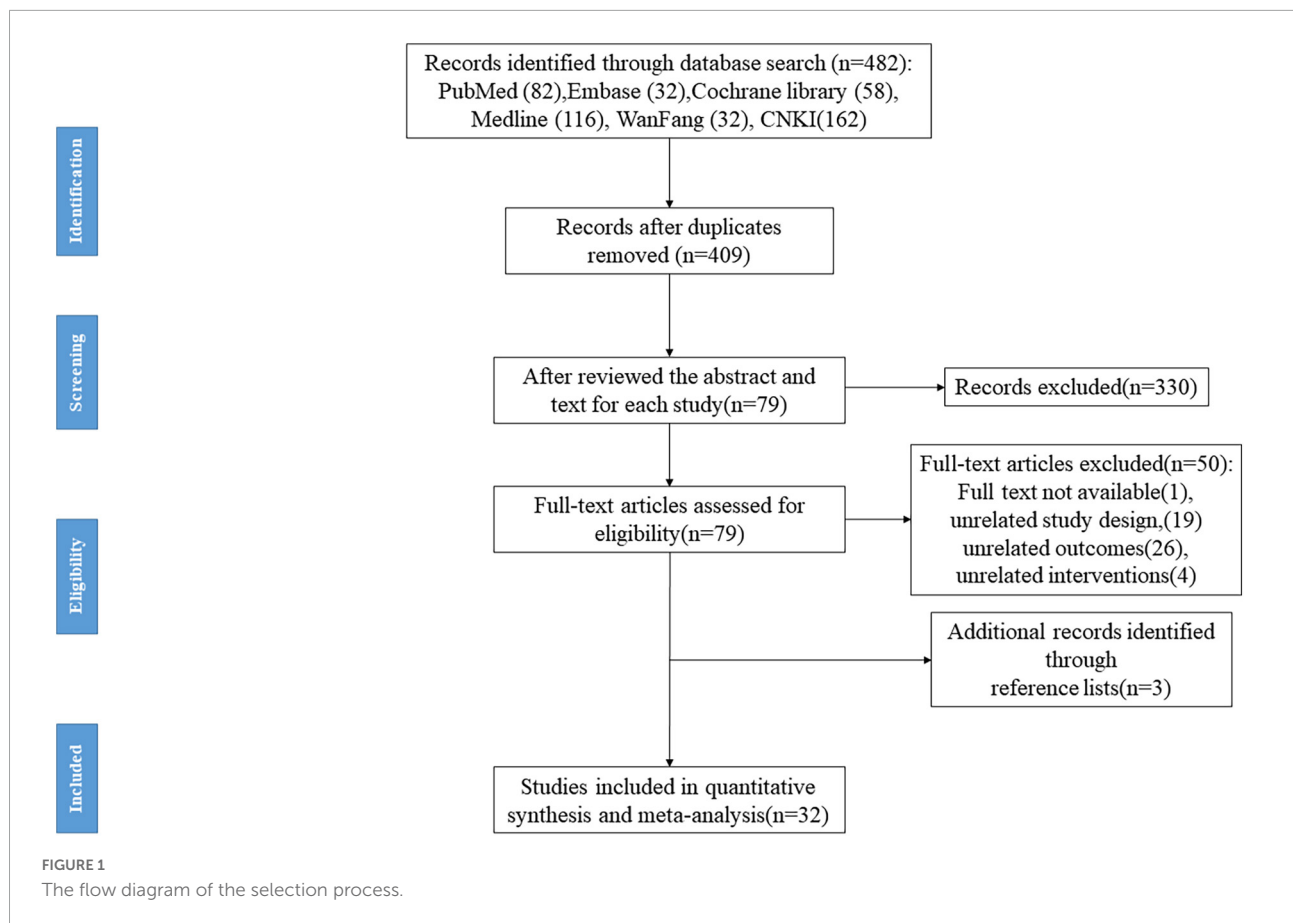 Records identified through database search (n=482):
PubMed (82),Embase (32),Cochrane library (58),
Medline (116), WanFang (32), CNKI(162)
Identification
Records after duplicates
removed (n=409)
Screening
After reviewed the abstract and
text for each study(n=79)
Records excluded(n=330)
Eligibility
Full-text articles assessed for
eligibility(n=79)
Full-text articles excluded(n=50):
Full text not available(1),
unrelated study design,(19)
unrelated outcomes(26),
unrelated interventions(4)
Additional records identified
through
reference lists(n=3)
Included
Studies included in quantitative
synthesis and meta-analysis(n=32)
FIGURE 1
The flow diagram of the selection process.